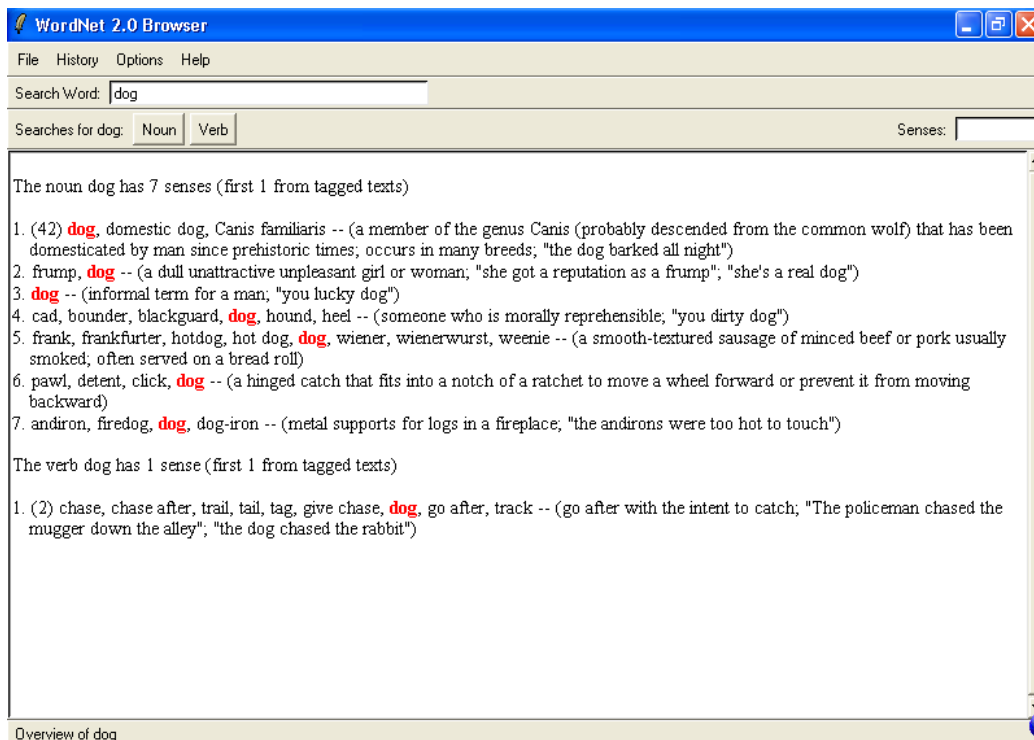 WordNet 2.0 Browser
File History Options Help
Search Word: dog
Searches for dog: Noun Verb Senses:
The noun dog has 7 senses (first 1 from tagged texts)
1. (42) dog, domestic dog, Canis familiaris -- (a member of the genus Canis (probably descended from the common wolf) that has been
domesticated by man since prehistoric times; occurs in many breeds; "the dog barked all night")
2. frump, dog -- (a dull unattractive unpleasant girl or woman; "she got a reputation as a frump"; "she's a real dog")
3. dog -- (informal term for a man; "you lucky dog")
4. cad, bounder, blackguard, dog, hound, heel -- (someone who is morally reprehensible; "you dirty dog")
5. frank, frankfurter, hotdog, hot dog, dog, wiener, wienerwurst, weenie -- (a smooth-textured sausage of minced beef or pork usually
smoked; often served on a bread roll)
6. pawl, detent, click, dog -- (a hinged catch that fits into a notch of a ratchet to move a wheel forward or prevent it from moving
backward)
7. andiron, firedog, dog, dog-iron -- (metal supports for logs in a fireplace; "the andirons were too hot to touch")
The verb dog has 1 sense (first 1 from tagged texts)
1. (2) chase, chase after, trail, tail, tag, give chase, dog, go after, track -- (go after with the intent to catch; "The policeman chased the
mugger down the alley"; "the dog chased the rabbit")
Overview of dog